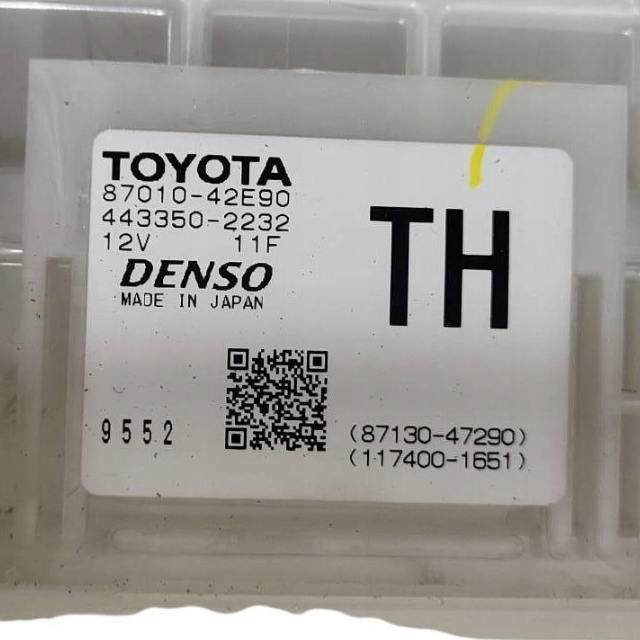 TOYOTA
87010-42E90
443350-2232
12V 11F
DENSO
MADE IN JAPAN
TH
9552
(87130-47290)
(117400-1651)